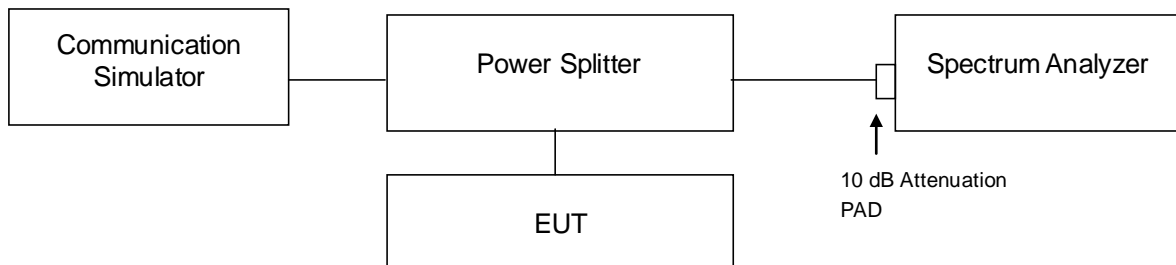 Communication
Simulator
Power Splitter
Spectrum Analyzer
10 dB Attenuation
PAD
EUT